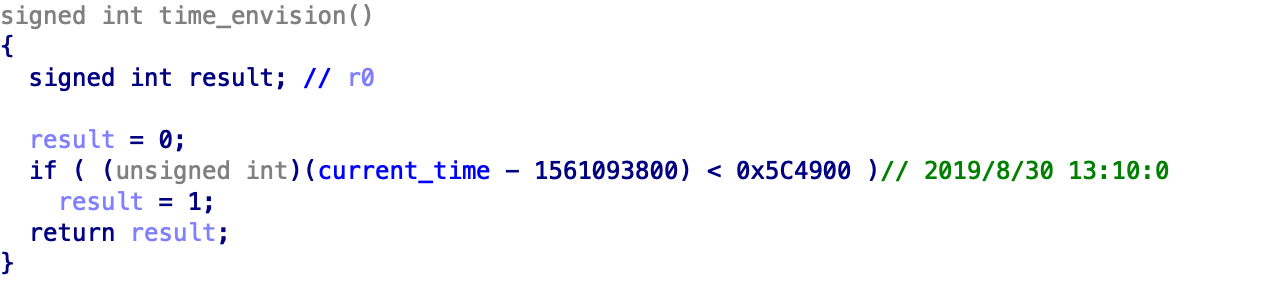 signed int time_envision()
{
  signed int result; // r0

  result = 0;
  if ( (unsigned int)(current_time - 1561093800) < 0x5C4900 )// 2019/8/30 13:10:0
    result = 1;
  return result;
}